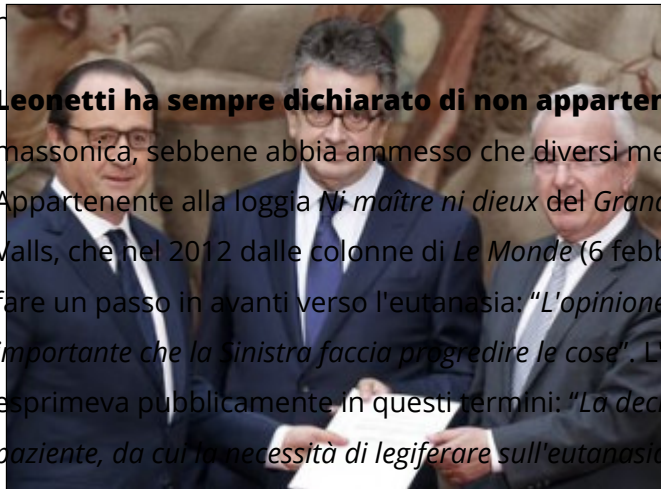 Leonetti ha sempre dichiarato di non apparten
massonica, sebbene abbia ammesso che diversi me
Appartenente alla loggia Ni maître ni dieux del Grand
Valls, che nel 2012 dalle colonne di Le Monde (6 febb
fare un passo in avanti verso l'eutanasia: “L'opinione
importante che la Sinistra faccia progredire le cose”. L'
esprimeva pubblicamente in questi termini: “La deci
paziente, da cui la necessità di legiferare sull'eutanasia